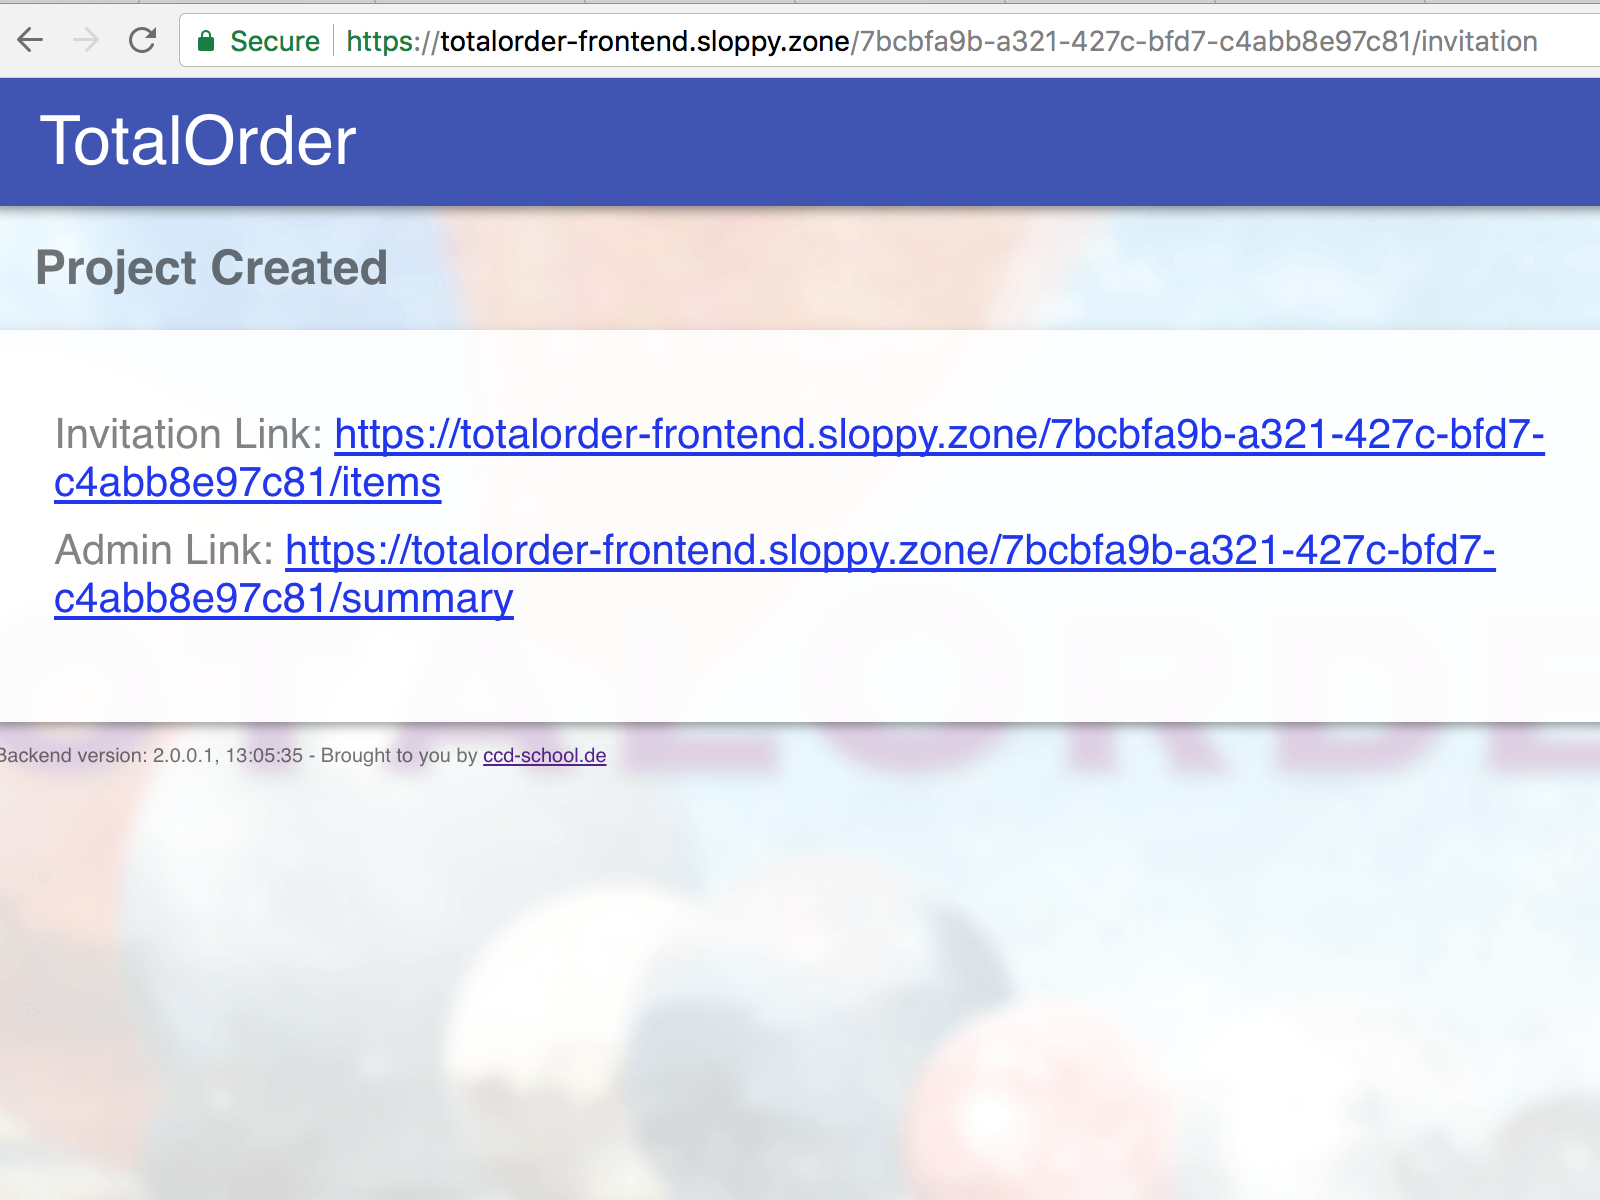 Secure https://totalorder-frontend.sloppy.zone/7bcbfa9b-a321-427c-bfd7-c4abb8e97c81/invitation
TotalOrder
Project Created
Invitation Link: https://totalorder-frontend.sloppy.zone/7bcbfa9b-a321-427c-bfd7-
c4abb8e97c81/items
Admin Link: https://totalorder-frontend.sloppy.zone/7bcbfa9b-a321-427c-bfd7-
c4abb8e97c81/summary
OTALORDE
Backend version: 2.0.0.1, 13:05:35 - Brought to you by ccd-school.de